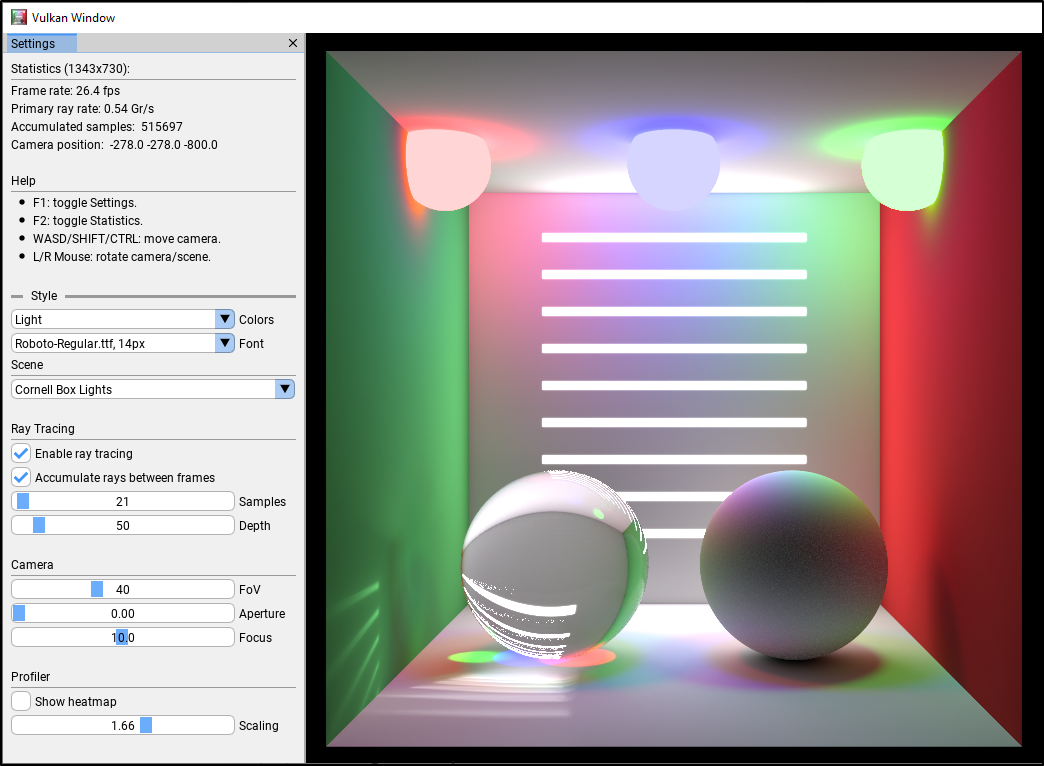 Vulkan Window
Settings
Statistics (1343x730):
Frame rate: 26.4 fps
Primary ray rate: 0.54 Gr/s
Accumulated samples: 515697
Camera position: -278.0 -278.0 -800.0
Help
F1: toggle Settings.
F2: toggle Statistics.
WASD/SHIFT/CTRL: move camera.
L/R Mouse: rotate camera/scene.
Style
Light Colors
Roboto-Regular.ttf, 14px Font
Scene
Cornell Box Lights
Ray Tracing
Enable ray tracing
Accumulate rays between frames
21 Samples
50 Depth
Camera
40 FoV
0.00 Aperture
10.0 Focus
Profiler
Show heatmap
1.66 Scaling